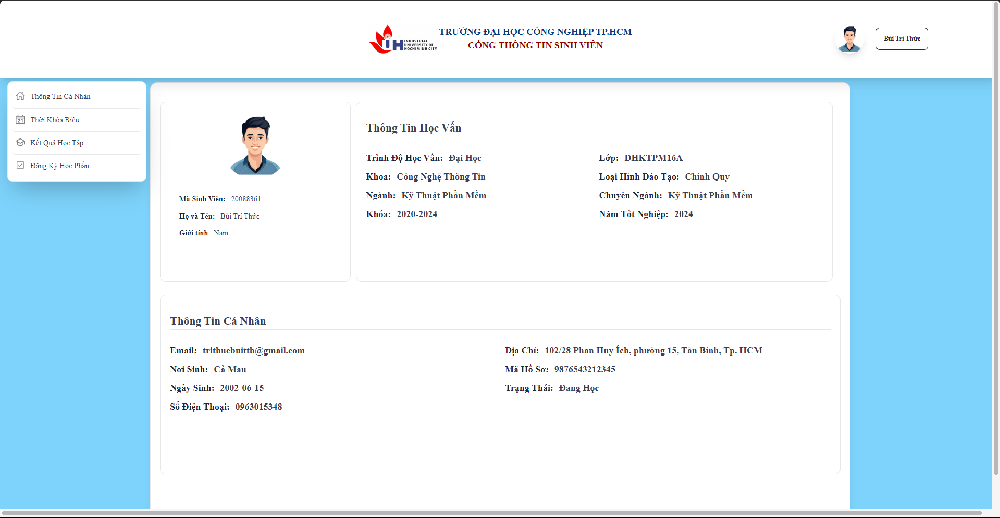 INDUSTRIAL
UNIVERSITY OF
HOCHIMINH CITY
TRƯỜNG ĐẠI HỌC CÔNG NGHIỆP TP.HCM
CỔNG THÔNG TIN SINH VIÊN
Bùi Trí Thức
Thông Tin Cá Nhân
21 Thời Khóa Biểu
Kết Quả Học Tập
Đăng Ký Học Phần
Mã Sinh Viên: 20088361
Họ và Tên: Bùi Trí Thức
Giới tính Nam
Thông Tin Học Vấn
Trình Độ Học Vấn: Đại Học
Lớp: DHKTPM16A
Khoa: Công Nghệ Thông Tin
Loại Hình Đào Tạo: Chính Quy
Ngành: Kỹ Thuật Phần Mềm
Chuyên Ngành: Kỹ Thuật Phần Mềm
Khóa: 2020-2024
Năm Tốt Nghiệp: 2024
Thông Tin Cá Nhân
Email: trithucbuittb@gmail.com
Địa Chỉ: 102/28 Phan Huy Ích, phường 15, Tân Bình, Tp. HCM
Nơi Sinh: Cà Mau
Mã Hồ Sơ: 9876543212345
Ngày Sinh: 2002-06-15
Trạng Thái: Đang Học
Số Điện Thoại: 0963015348